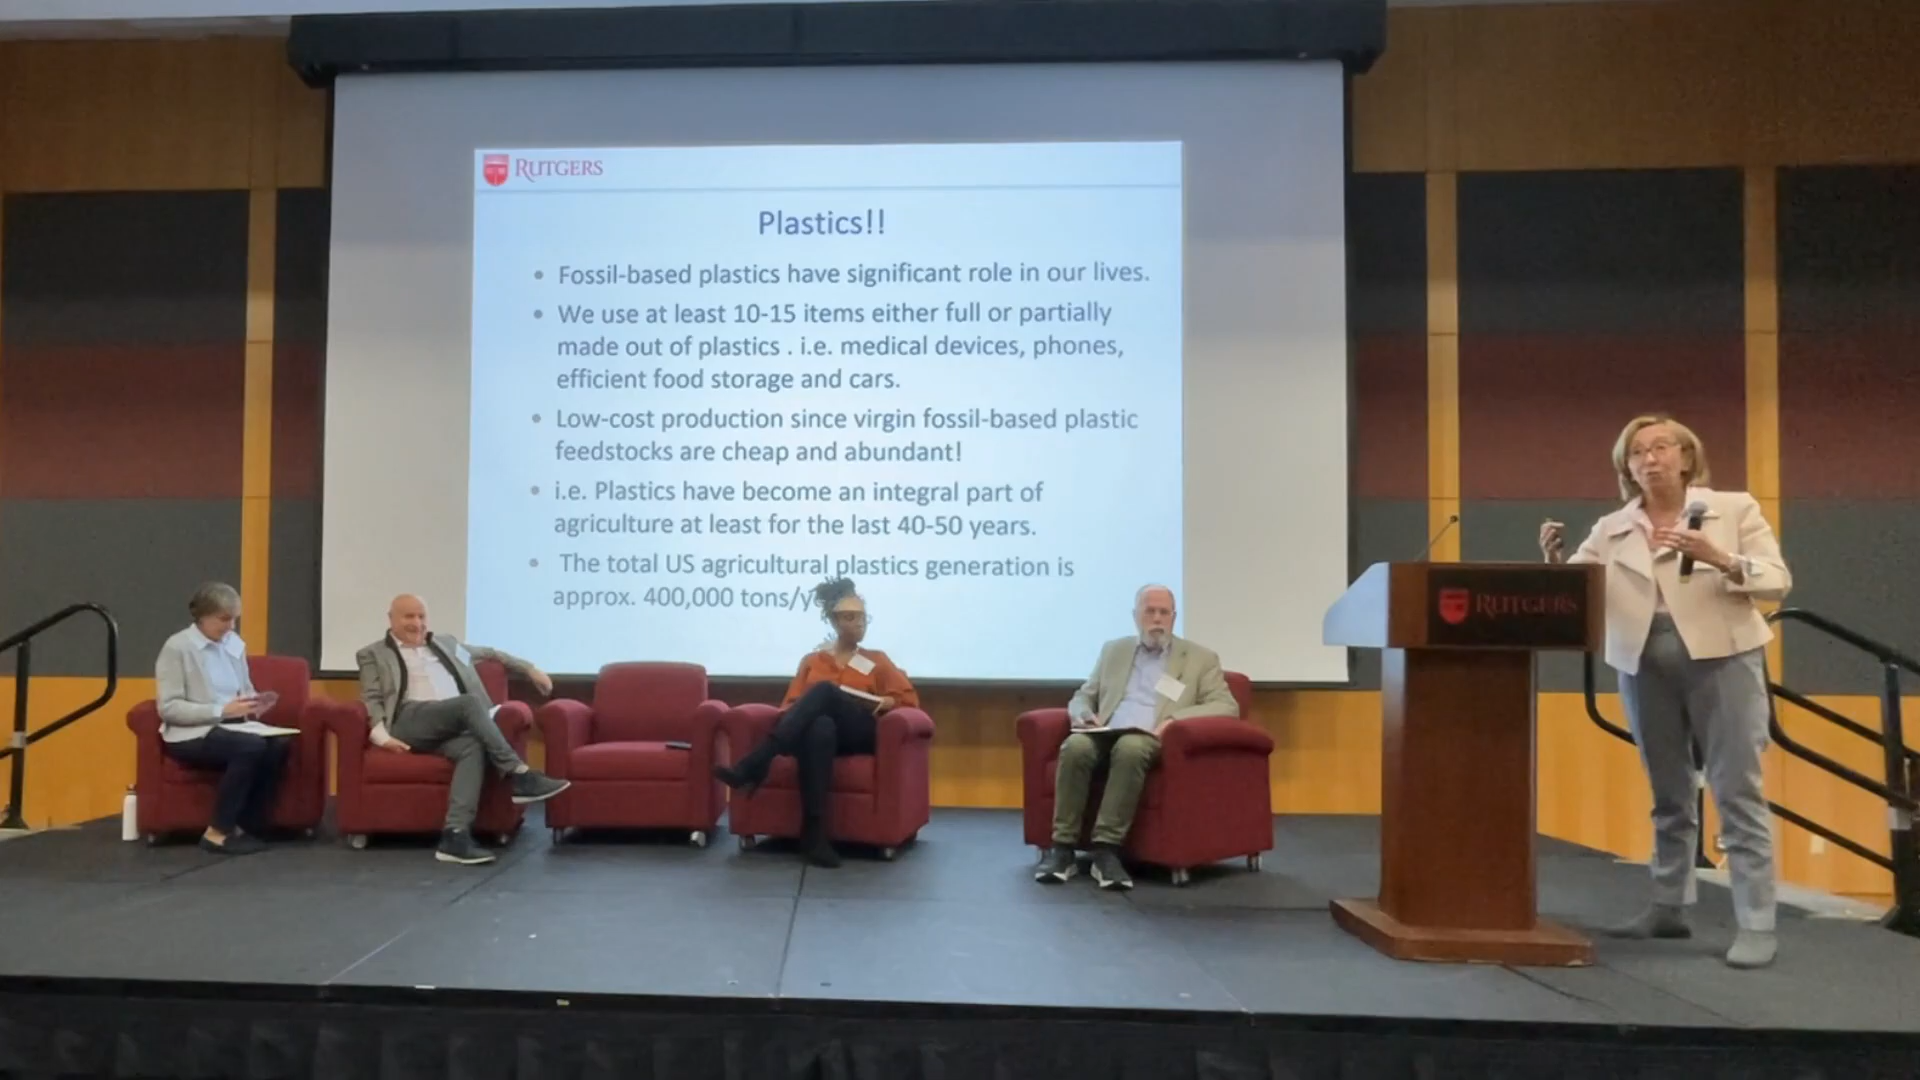 RUTGERS
Plastics!!
• Fossil-based plastics have significant role in our lives.
• We use at least 10-15 items either full or partially
made out of plastics . i.e. medical devices, phones,
efficient food storage and cars.
• Low-cost production since virgin fossil-based plastic
feedstocks are cheap and abundant!
• i.e. Plastics have become an integral part of
agriculture at least for the last 40-50 years.
• The total US agricultural plastics generation is
approx. 400,000 tons/
RUTGERS